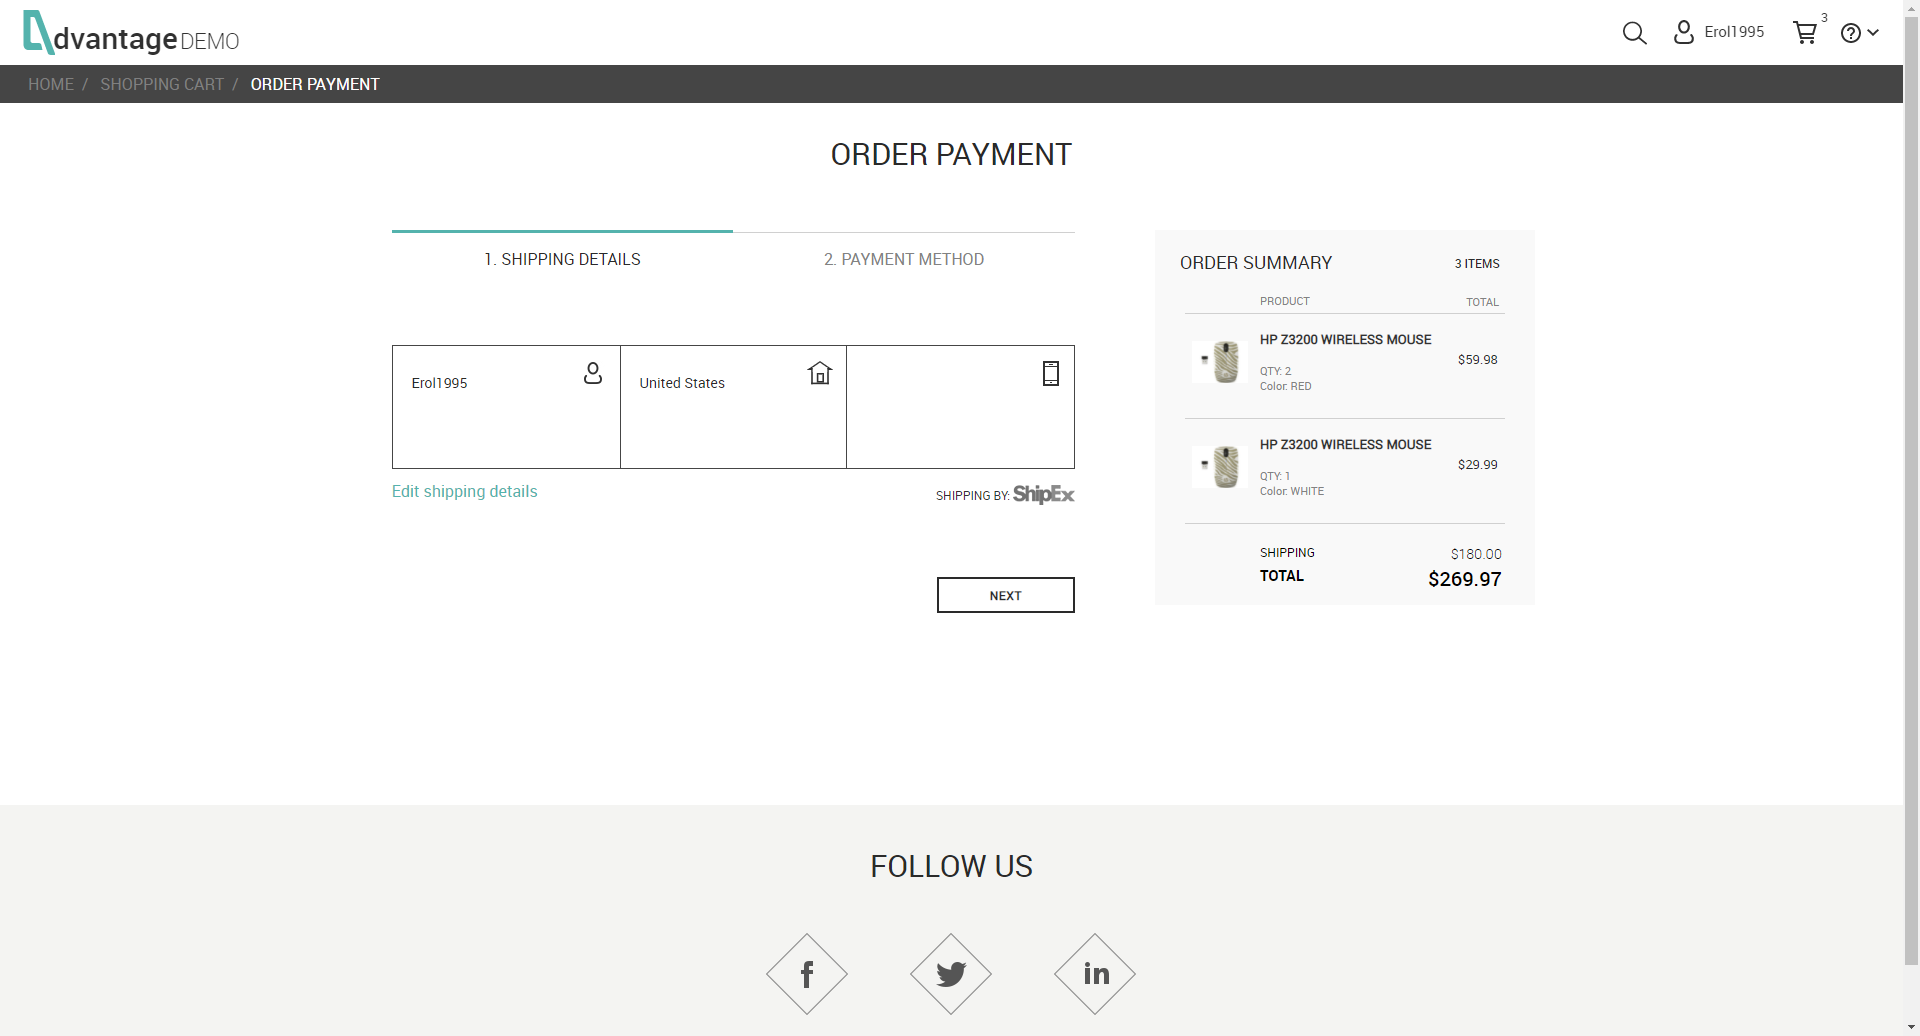 dvantage DEMO
Erol1995
3
HOME / SHOPPING CART / ORDER PAYMENT
ORDER PAYMENT
1. SHIPPING DETAILS
2. PAYMENT METHOD
Erol1995
United States
Edit shipping details
SHIPPING BY: ShipEx
NEXT
ORDER SUMMARY
3 ITEMS
PRODUCT
TOTAL
HP Z3200 WIRELESS MOUSE
$59.98
QTY: 2
Color: RED
HP Z3200 WIRELESS MOUSE
$29.99
QTY: 1
Color: WHITE
SHIPPING
$180.00
TOTAL
$269.97
FOLLOW US
f
in